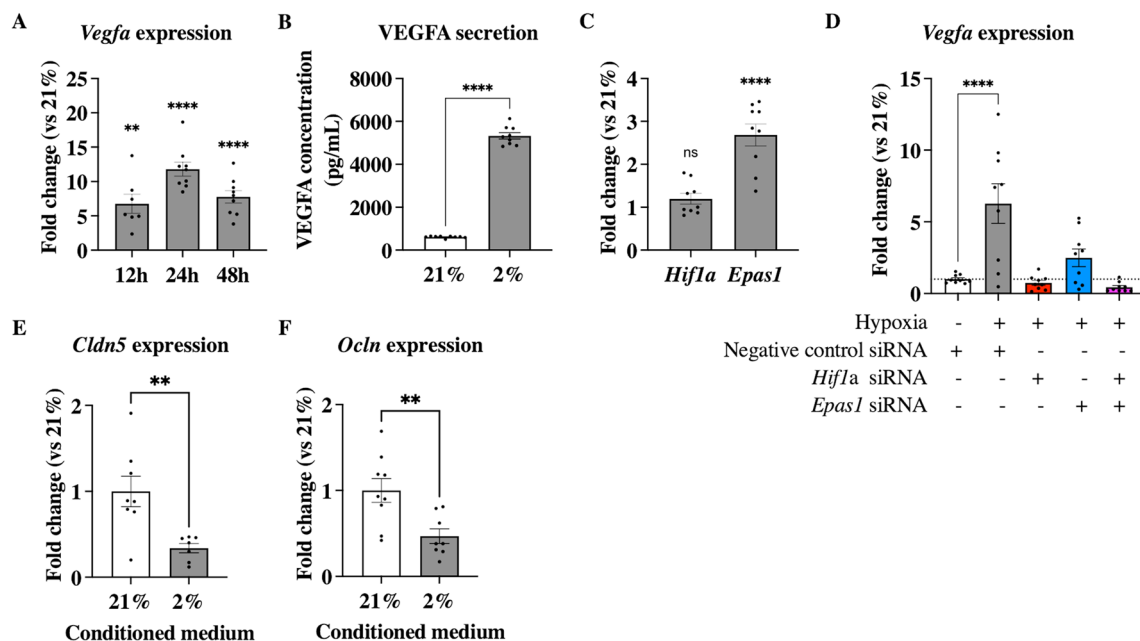 A
Vegfa expression
Fold change (vs 21%)
25
20
15
10
5
0
**
****
****
12h 24h 48h
B
VEGFA secretion
VEGFA concentration
(pg/mL)
8000
6000
4000
2000
0
****
21% 2%
C
Fold change (vs 21%)
4
3
2
1
0
ns
****
Hif1a Epas1
D
Vegfa expression
Fold change (vs 21%)
15
10
5
0
****
Hypoxia - + + + +
Negative control siRNA + + - - -
Hif1a siRNA - - + - +
Epas1 siRNA - - - + +
E
Cldn5 expression
Fold change (vs 21%)
2
1
0
**
21% 2%
Conditioned medium
F
Ocln expression
Fold change (vs 21%)
2
1
0
**
21% 2%
Conditioned medium